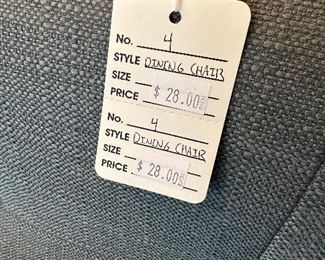 No. 4
STYLE DINING CHAIR
SIZE
PRICE $ 28.00
No. 4
STYLE DINING CHAIR
SIZE
PRICE $ 28.00